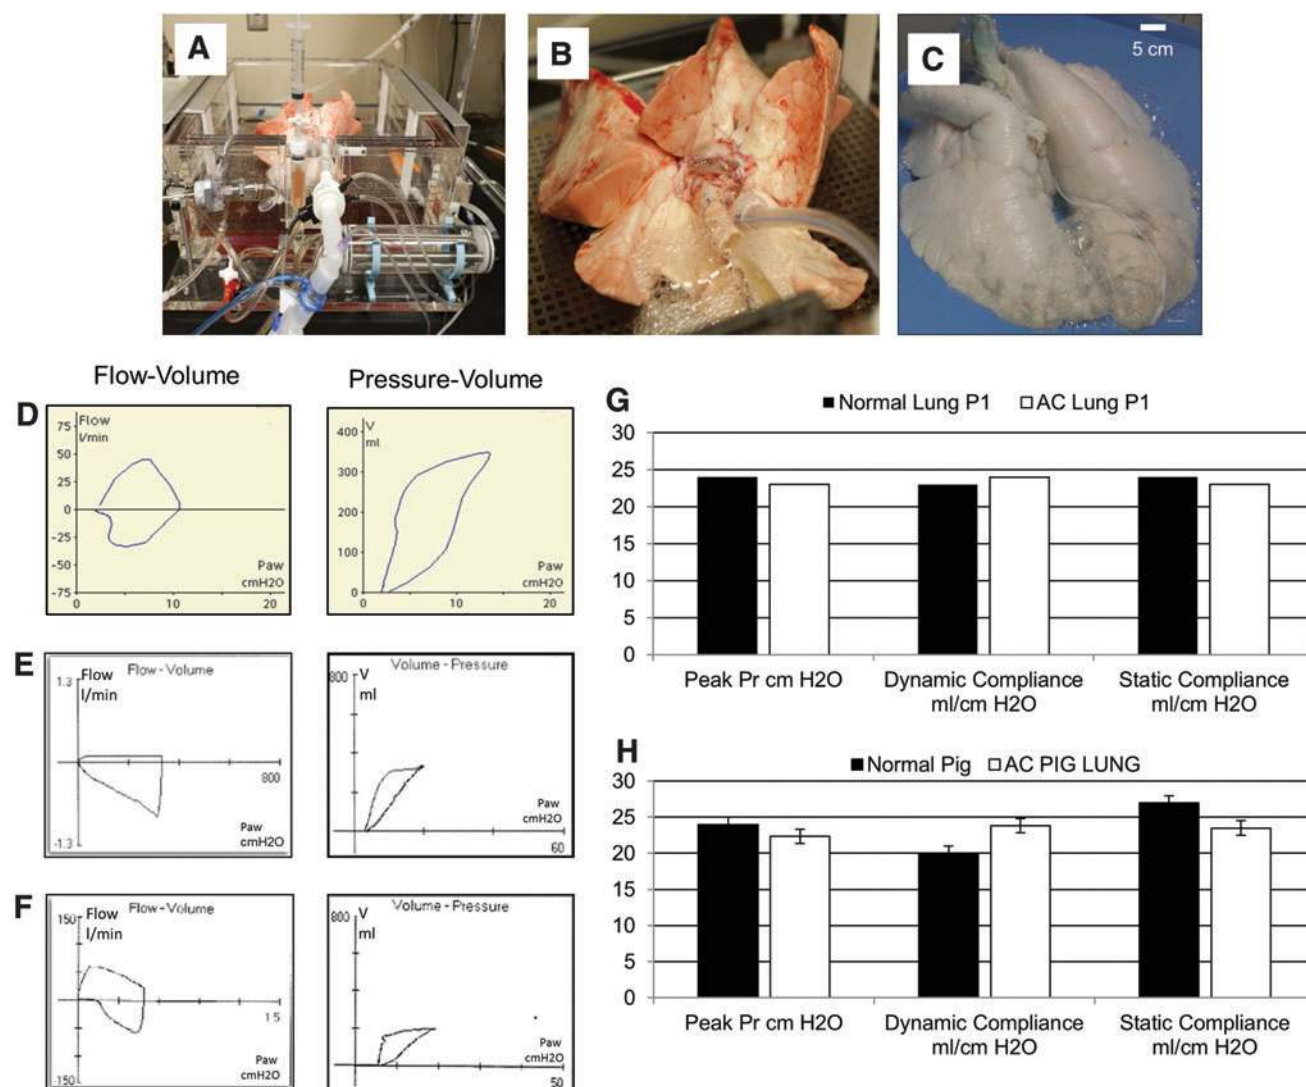 A
B
C
5 cm
Flow-Volume
Pressure-Volume
D
75
Flow
l/min
50
25
0
-25
-50
-75
Paw
cmH2O
0
10
20
V
ml
400
300
200
100
0
Paw
cmH2O
0
10
20
E
Flow - Volume
1.3
Flow
l/min
800
-1.3
Paw
cmH2O
Volume - Pressure
800
V
ml
Paw
cmH2O
60
F
Flow - Volume
150
Flow
l/min
15
-150
Paw
cmH2O
Volume - Pressure
800
V
ml
Paw
cmH2O
50
G
Normal Lung P1
AC Lung P1
30
25
20
15
10
5
0
Peak Pr cm H2O
Dynamic Compliance
ml/cm H2O
Static Compliance
ml/cm H2O
H
Normal Pig
AC PIG LUNG
30
25
20
15
10
5
0
Peak Pr cm H2O
Dynamic Compliance
ml/cm H2O
Static Compliance
ml/cm H2O